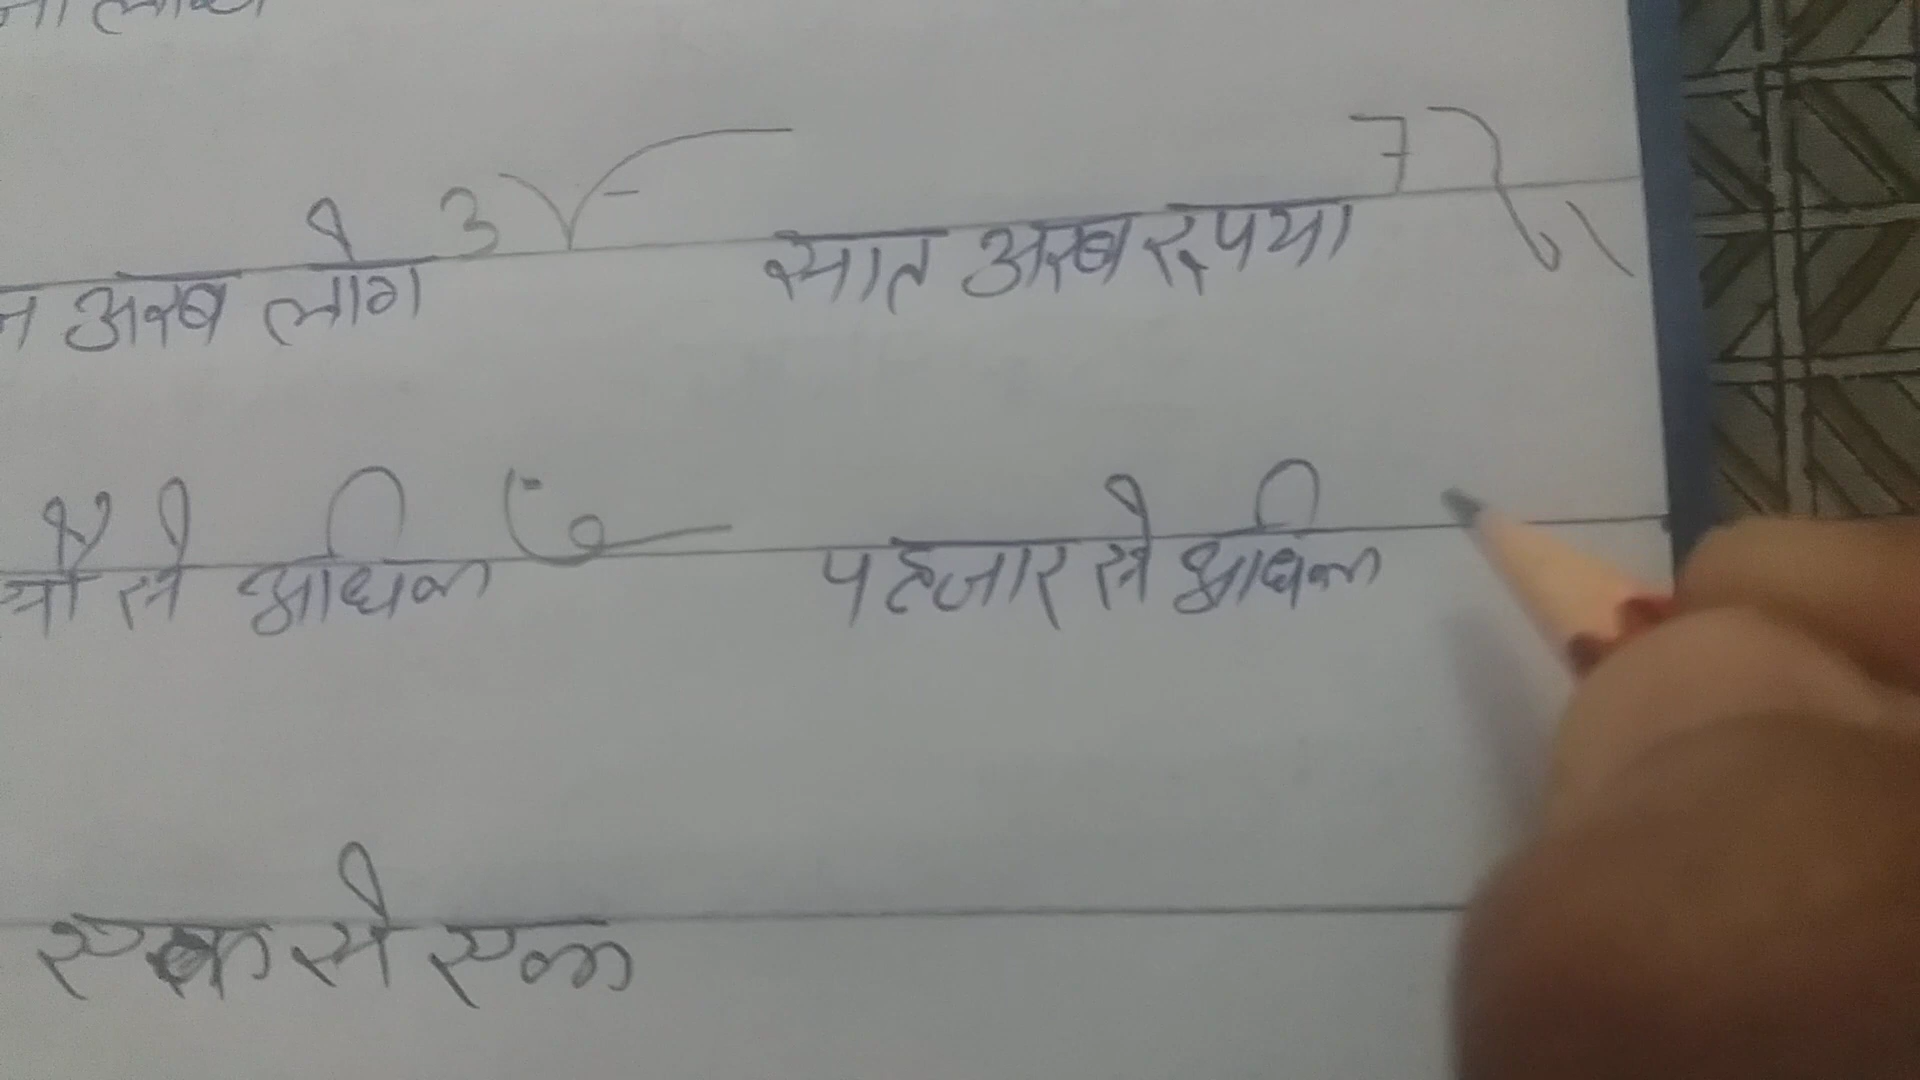 अरब लोग 3 सात अरब रूपया 7
सौ से अधिक प हजार से अधिक
एक से एक